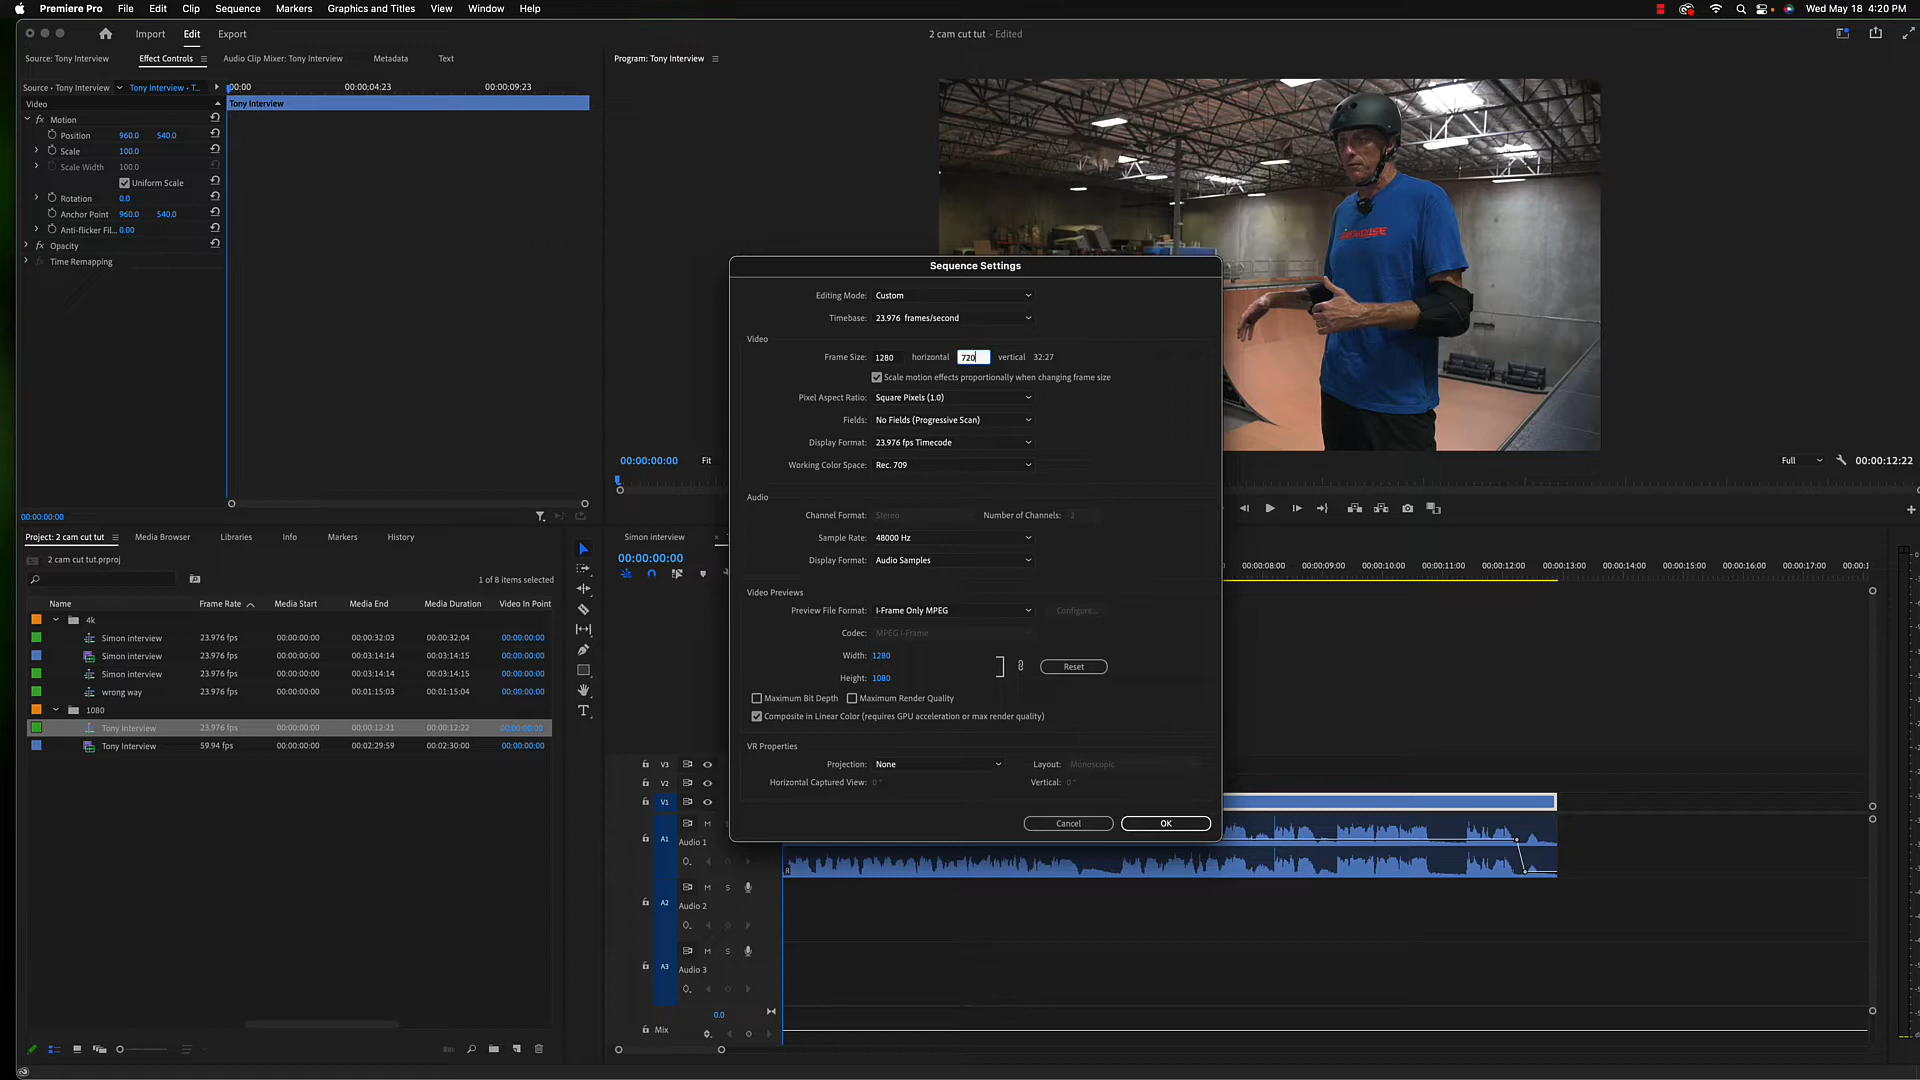 Premiere Pro File Edit Clip Sequence Markers Graphics and Titles View Window Help Wed May 18 4:20 PM
Import Edit Export 2 cam cut tut - Edited
Source: Tony Interview Effect Controls Audio Clip Mixer: Tony Interview Metadata Text Program: Tony Interview
Source • Tony Interview Tony Interview • T... :00:00 00:00:04:23 00:00:09:23
Video Tony Interview
fx Motion
Position 960.0 540.0
Scale 100.0
Scale Width 100.0
Uniform Scale
Rotation 0.0
Anchor Point 960.0 540.0
Anti-flicker Fil... 0.00
fx Opacity
fx Time Remapping
Sequence Settings
Editing Mode: Custom
Timebase: 23.976 frames/second
Video
Frame Size: 1280 horizontal 720 vertical 32:27
Scale motion effects proportionally when changing frame size
Pixel Aspect Ratio: Square Pixels (1.0)
Fields: No Fields (Progressive Scan)
Display Format: 23.976 fps Timecode
Working Color Space: Rec. 709
Audio
Channel Format: Stereo Number of Channels: 2
Sample Rate: 48000 Hz
Display Format: Audio Samples
Video Previews
Preview File Format: I-Frame Only MPEG Configure...
Codec: MPEG I-Frame
Width: 1280
Height: 1080
Reset
Maximum Bit Depth Maximum Render Quality
Composite in Linear Color (requires GPU acceleration or max render quality)
VR Properties
Projection: None Layout: Monoscopic
Horizontal Captured View: 0° Vertical: 0°
Cancel OK
00:00:00:00 Fit Full 00:00:12:22
00:00:00:00
Project: 2 cam cut tut Media Browser Libraries Info Markers History
2 cam cut tut.prproj
1 of 8 items selected
Name Frame Rate Media Start Media End Media Duration Video In Point
4k
Simon interview 23.976 fps 00:00:00:00 00:00:32:03 00:00:32:04 00:00:00:00
Simon interview 23.976 fps 00:00:00:00 00:03:14:14 00:03:14:15 00:00:00:00
Simon interview 23.976 fps 00:00:00:00 00:03:14:14 00:03:14:15 00:00:00:00
wrong way 23.976 fps 00:00:00:00 00:01:15:03 00:01:15:04 00:00:00:00
1080
Tony Interview 23.976 fps 00:00:00:00 00:00:12:21 00:00:12:22 00:00:00:00
Tony Interview 59.94 fps 00:00:00:00 00:02:29:59 00:02:30:00 00:00:00:00
Simon interview
00:00:00:00
00:00:08:00 00:00:09:00 00:00:10:00 00:00:11:00 00:00:12:00 00:00:13:00 00:00:14:00 00:00:15:00 00:00:16:00 00:00:17:00 00:00:1
V3
V2
V1
A1 M
Audio 1
R
M S
A2 Audio 2
M S
A3 Audio 3
0.0
Mix